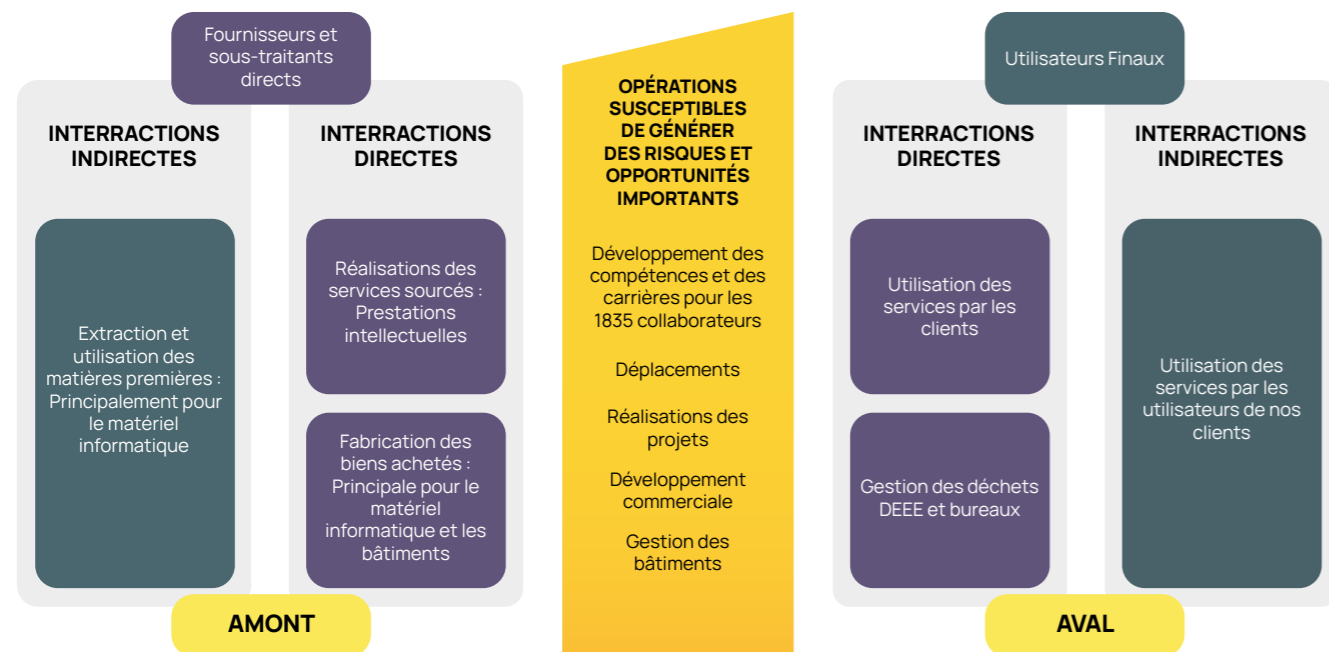 Fournisseurs et
sous-traitants
directs
INTERRACTIONS
INDIRECTES
Extraction et
utilisation des
matières premières :
Principalement pour
le matériel
informatique
INTERRACTIONS
DIRECTES
Réalisations des
services sourcés :
Prestations
intellectuelles
Fabrication des
biens achetés :
Principale pour le
matériel
informatique et les
bâtiments
AMONT
OPÉRATIONS
SUSCEPTIBLES
DE GÉNÉRER
DES RISQUES ET
OPPORTUNITÉS
IMPORTANTS
Développement des
compétences et des
carrières pour les
1835 collaborateurs
Déplacements
Réalisations des
projets
Développement
commerciale
Gestion des
bâtiments
Utilisateurs Finaux
INTERRACTIONS
DIRECTES
Utilisation des
services par les
clients
Gestion des déchets
DEEE et bureaux
INTERRACTIONS
INDIRECTES
Utilisation des
services par les
utilisateurs de nos
clients
AVAL